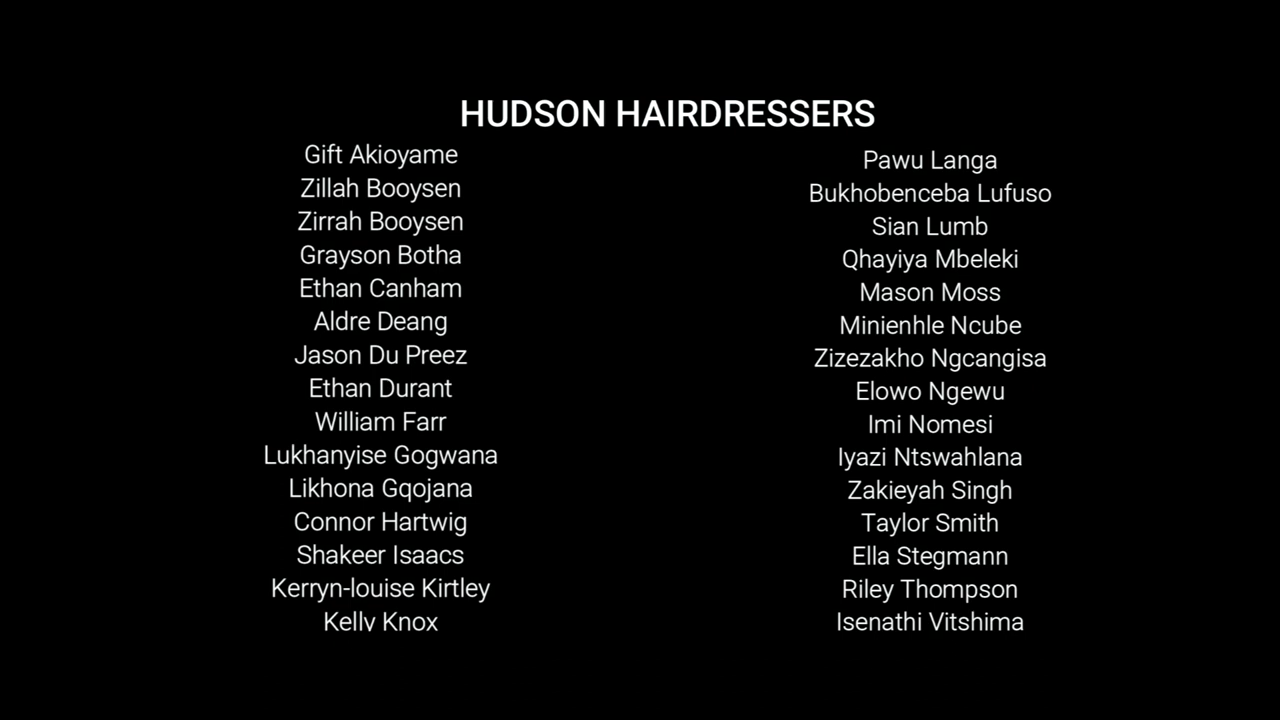 HUDSON HAIRDRESSERS
Gift Akioyame
Zillah Booysen
Zirrah Booysen
Grayson Botha
Ethan Canham
Aldre Deang
Jason Du Preez
Ethan Durant
William Farr
Lukhanyise Gogwana
Likhona Gqojana
Connor Hartwig
Shakeer Isaacs
Kerryn-louise Kirtley
Kelly Knox
Pawu Langa
Bukhobenceba Lufuso
Sian Lumb
Qhayiya Mbeleki
Mason Moss
Minienhle Ncube
Zizezakho Ngcangisa
Elowo Ngewu
Imi Nomesi
Iyazi Ntswahlana
Zakieyah Singh
Taylor Smith
Ella Stegmann
Riley Thompson
Isenathi Vitshima